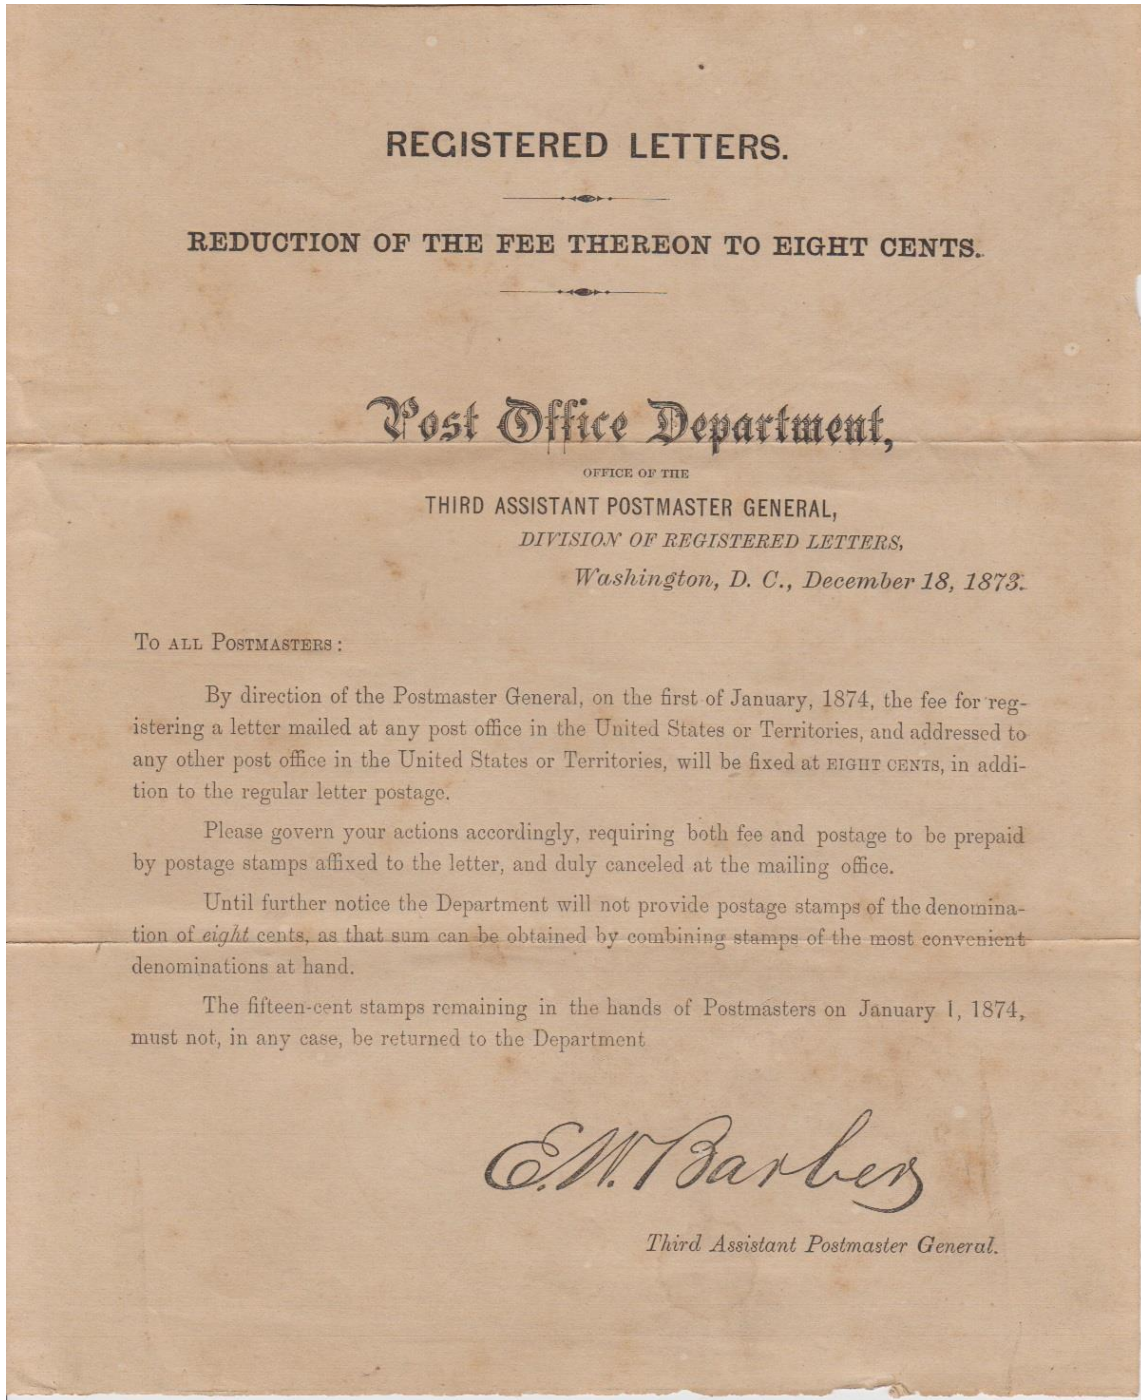 REGISTERED LETTERS.
REDUCTION OF THE FEE THEREON TO EIGHT CENTS.
Post Office Department,
OFFICE OF THE
THIRD ASSISTANT POSTMASTER GENERAL,
DIVISION OF REGISTERED LETTERS,
Washington, D. C., December 18, 1873.
To all Postmasters:
By direction of the Postmaster General, on the first of January, 1874, the fee for reg-
istering a letter mailed at any post office in the United States or Territories, and addressed to
any other post office in the United States or Territories, will be fixed at EIGHT CENTS, in addi-
tion to the regular letter postage.
Please govern your actions accordingly, requiring both fee and postage to be prepaid
by postage stamps affixed to the letter, and duly canceled at the mailing office.
Until further notice the Department will not provide postage stamps of the denomina-
tion of eight cents, as that sum can be obtained by combining stamps of the most convenient
denominations at hand.
The fifteen-cent stamps remaining in the hands of Postmasters on January 1, 1874,
must not, in any case, be returned to the Department
E. W. Barber
Third Assistant Postmaster General.